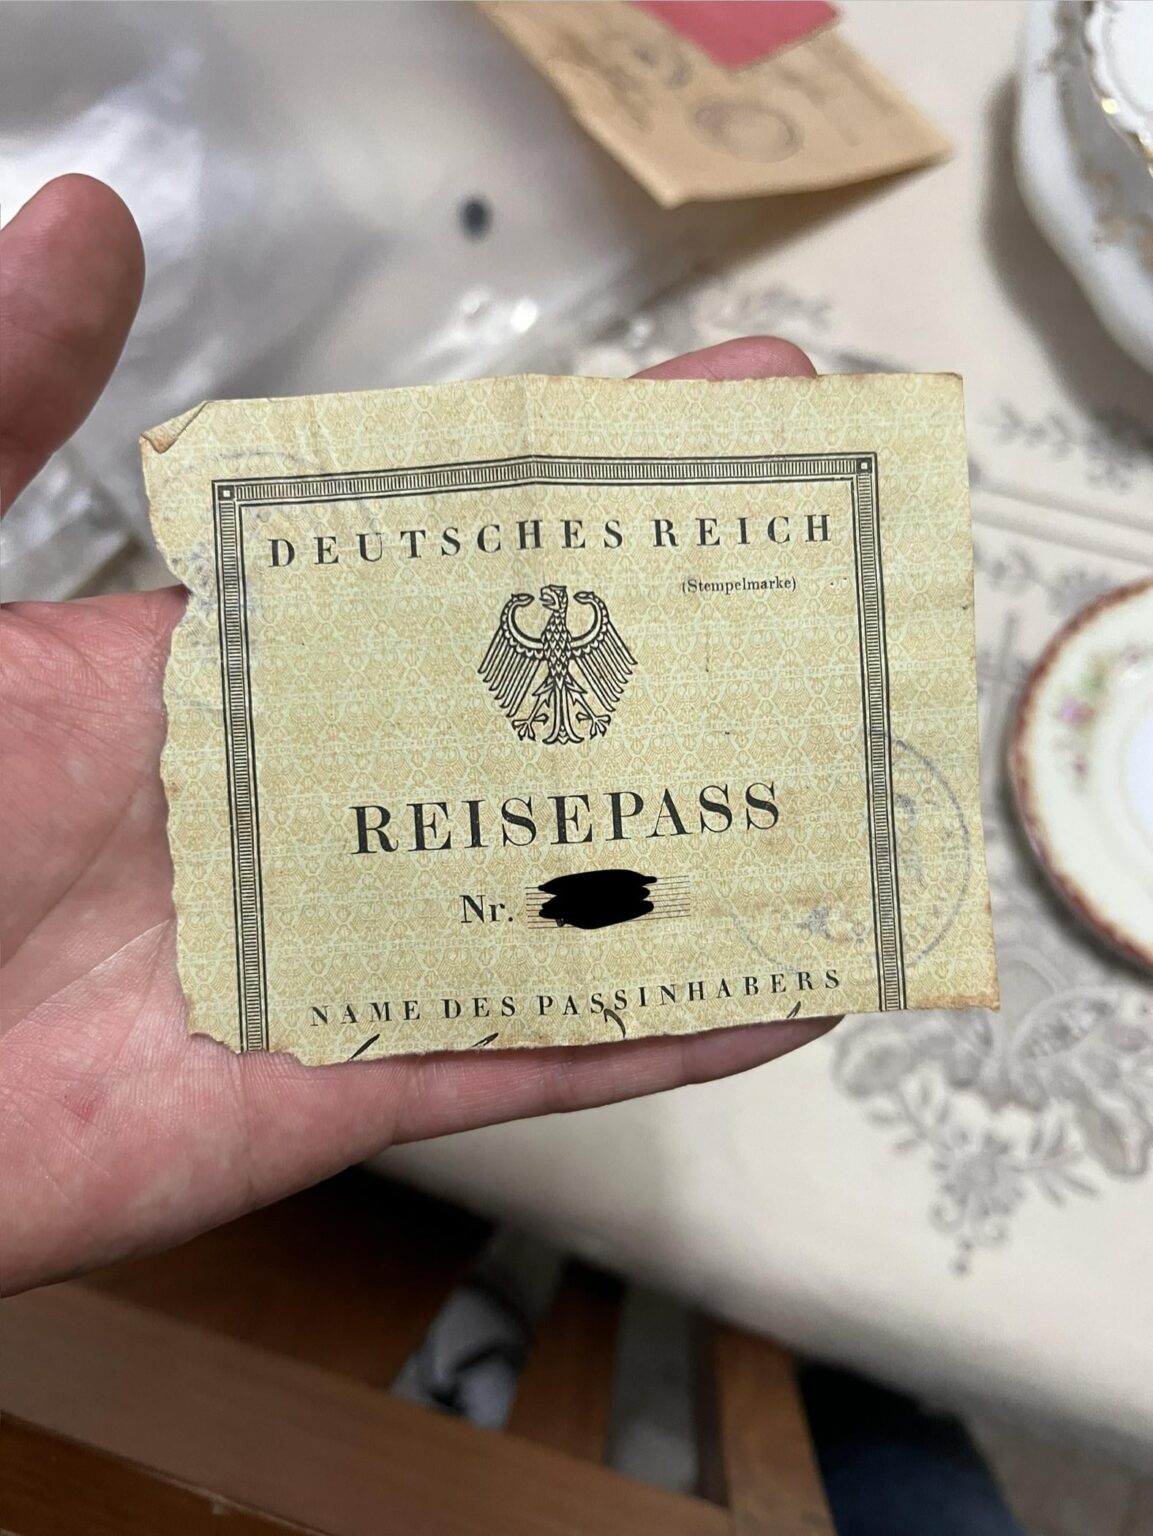 DEUTSCHES REICH
(Stempelmarke)
REISEPASS
Nr.
NAME DES PASSINHABERS